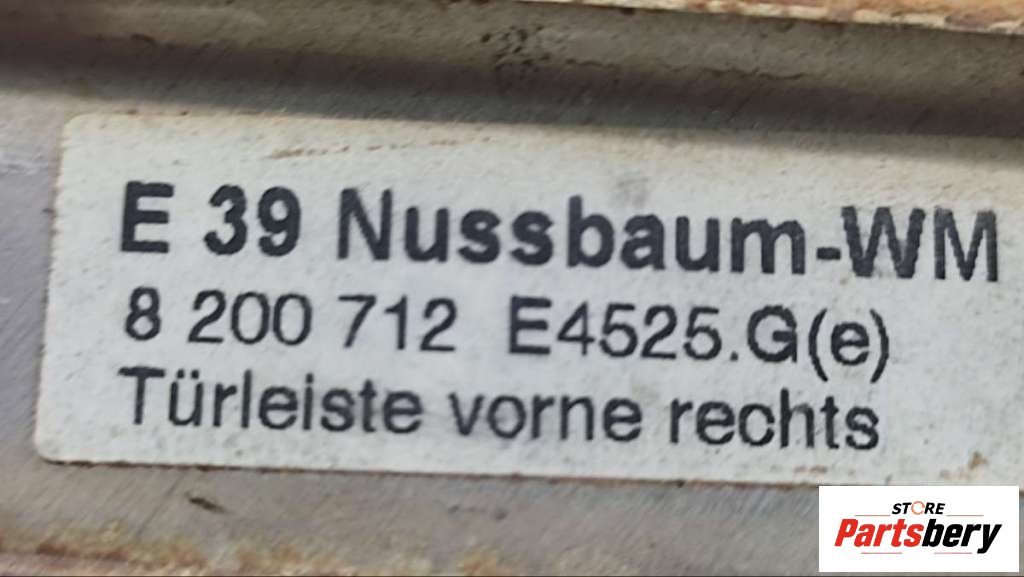 E 39 Nussbaum-WM
8 200 712 E4525.G(e)
Türleiste vorne rechts
STORE
Partsbery